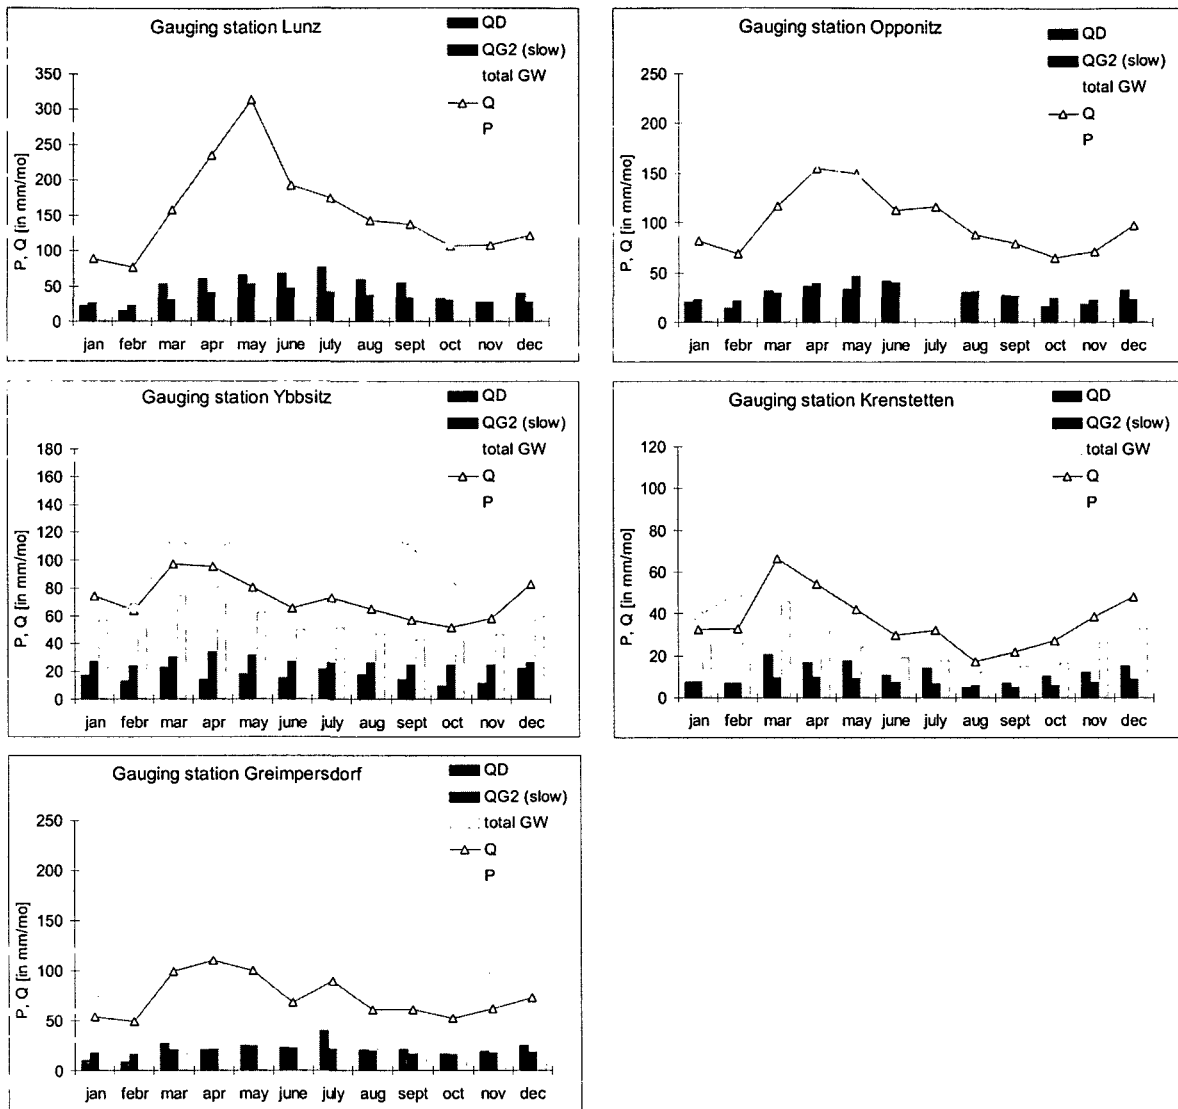 Gauging station Lunz
QD
QG2 (slow)
total GW
Q
P
P, Q [in mm/mo]
350
300
250
200
150
100
50
0
jan febr mar apr may june july aug sept oct nov dec
Gauging station Opponitz
QD
QG2 (slow)
total GW
Q
P
P, Q [in mm/mo]
250
200
150
100
50
0
jan febr mar apr may june july aug sept oct nov dec
Gauging station Ybbsitz
QD
QG2 (slow)
total GW
Q
P
P, Q [in mm/mo]
180
160
140
120
100
80
60
40
20
0
jan febr mar apr may june july aug sept oct nov dec
Gauging station Krenstetten
QD
QG2 (slow)
total GW
Q
P
P, Q [in mm/mo]
120
100
80
60
40
20
0
jan febr mar apr may june july aug sept oct nov dec
Gauging station Greimpersdorf
QD
QG2 (slow)
total GW
Q
P
P, Q [in mm/mo]
250
200
150
100
50
0
jan febr mar apr may june july aug sept oct nov dec